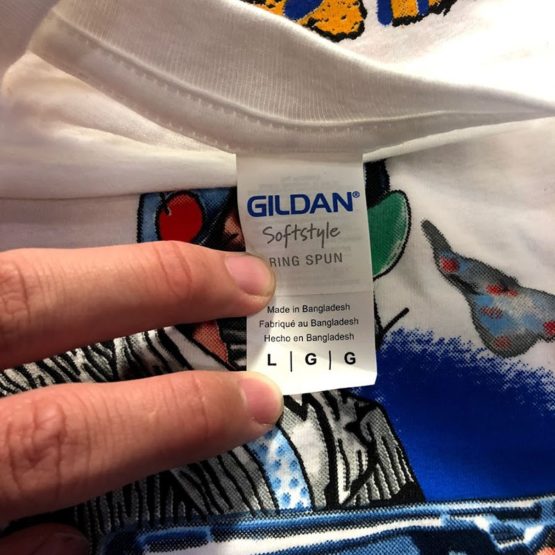 GILDAN®
Softstyle
RING SPUN
Made in Bangladesh
Fabriqué au Bangladesh
Hecho en Bangladesh
L | G | G